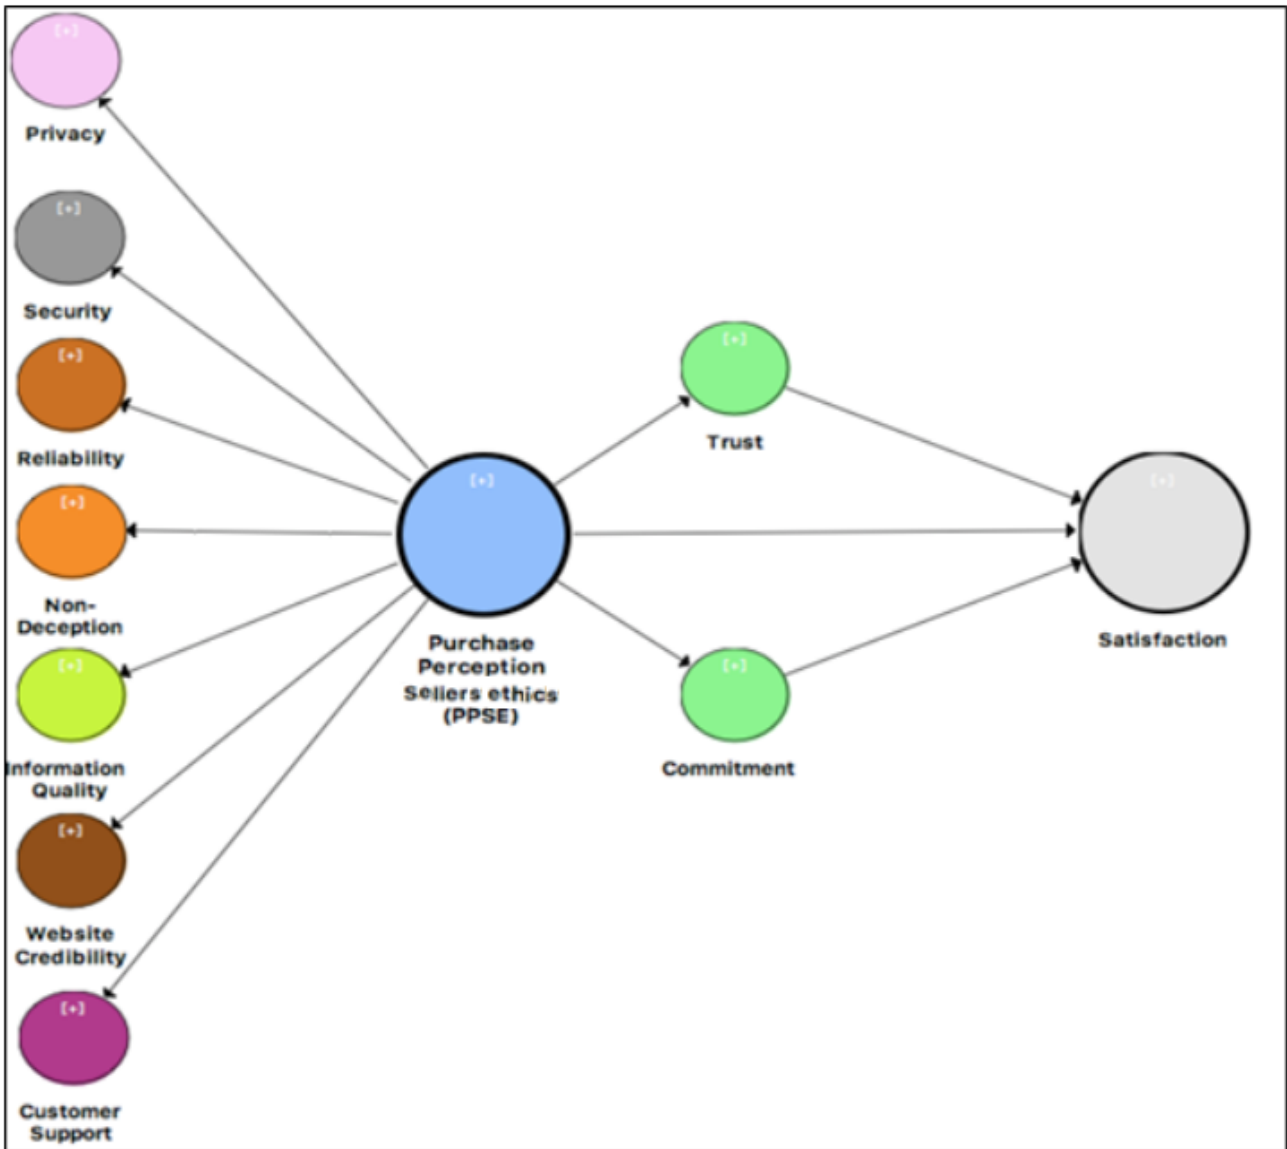 [+]
Privacy
[+]
Security
[+]
Reliability
[+]
Non-
Deception
[+]
Information
Quality
[+]
Website
Credibility
[+]
Customer
Support
[+]
Purchase
Perception
Sellers ethics
(PPSE)
[+]
Trust
[+]
Commitment
[+]
Satisfaction